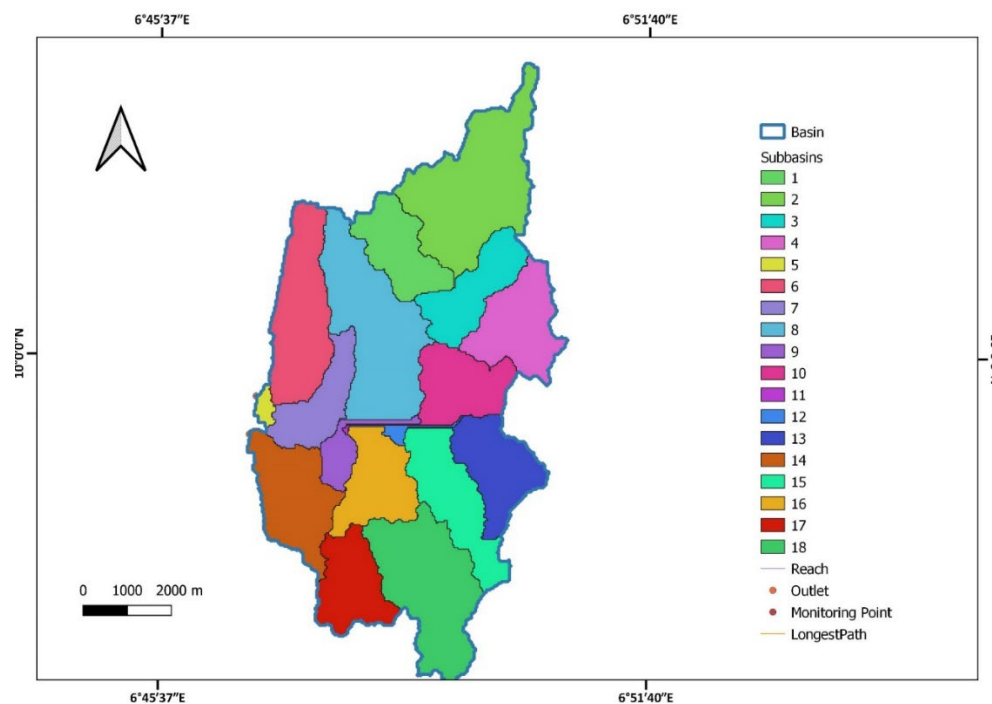 6°45′37″E 6°51′40″E
Basin
Subbasins
1
2
3
4
5
6
7
8
10°0′0″N
9
10
11
12
13
14
15
16
17
18
Reach
0 1000 2000 m
Outlet
Monitoring Point
LongestPath
6°45′37″E 6°51′40″E